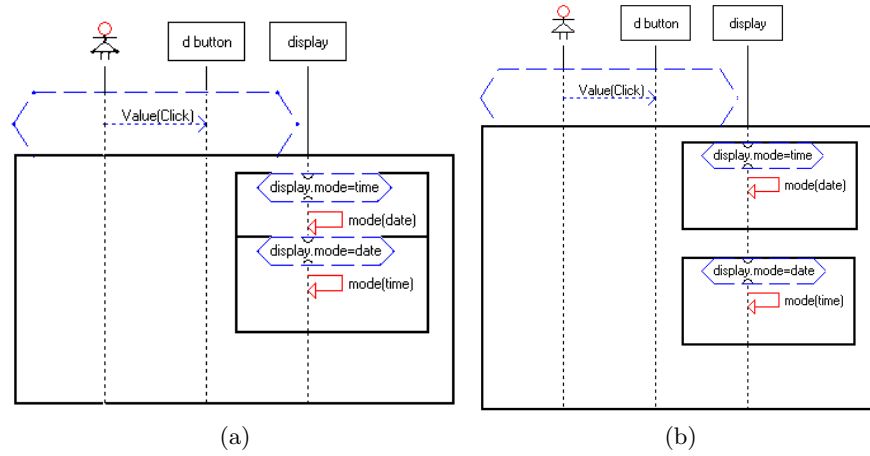 d button
display
Value(Click)
display.mode=time
mode(date)
display.mode=date
mode(time)
(a)
d button
display
Value(Click)
display.mode=time
mode(date)
display.mode=date
mode(time)
(b)